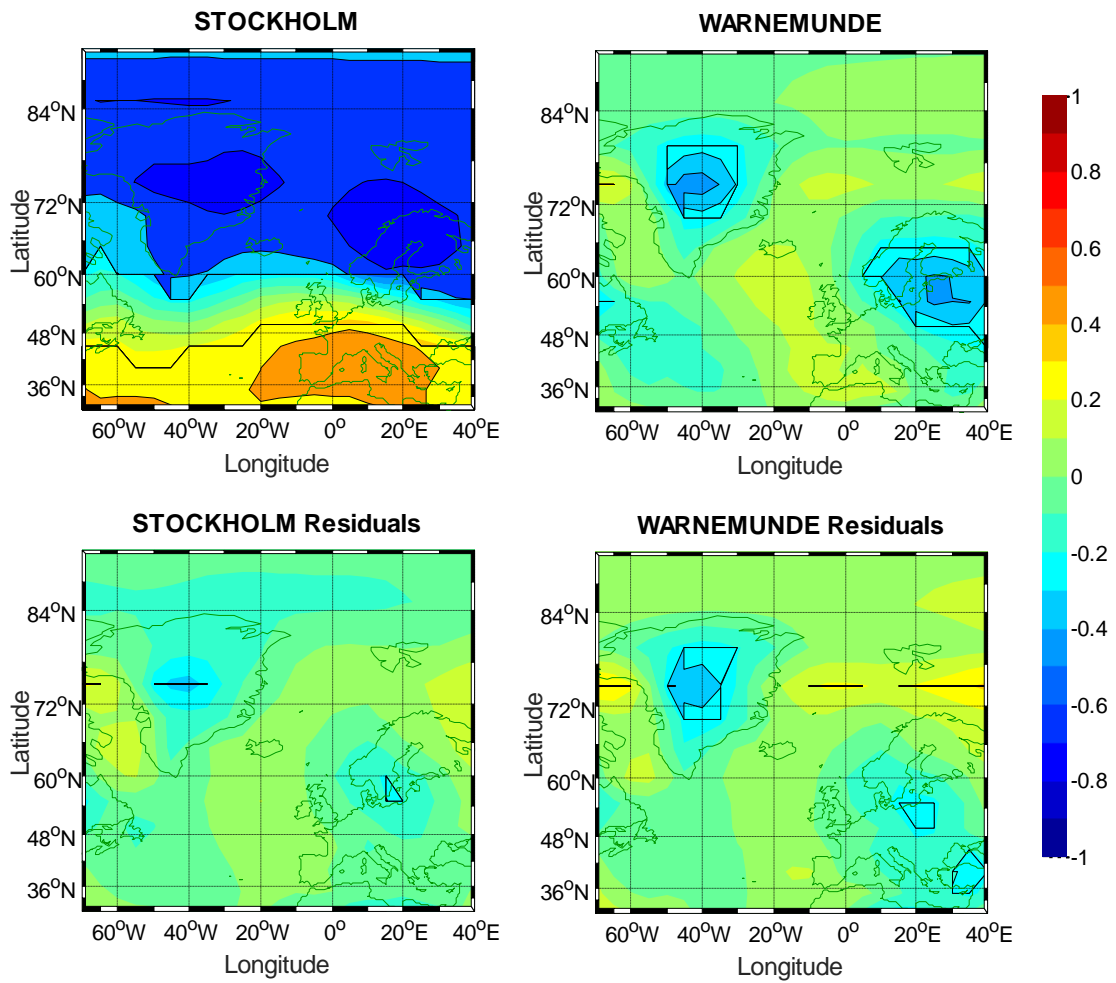 STOCKHOLM
WARNEMUNDE
84°N
72°N
60°N
48°N
36°N
Latitude
60°W 40°W 20°W 0° 20°E 40°E
Longitude
84°N
72°N
60°N
48°N
36°N
Latitude
60°W 40°W 20°W 0° 20°E 40°E
Longitude
1
0.8
0.6
0.4
0.2
0
-0.2
-0.4
-0.6
-0.8
-1
STOCKHOLM Residuals
WARNEMUNDE Residuals
84°N
72°N
60°N
48°N
36°N
Latitude
60°W 40°W 20°W 0° 20°E 40°E
Longitude
84°N
72°N
60°N
48°N
36°N
Latitude
60°W 40°W 20°W 0° 20°E 40°E
Longitude